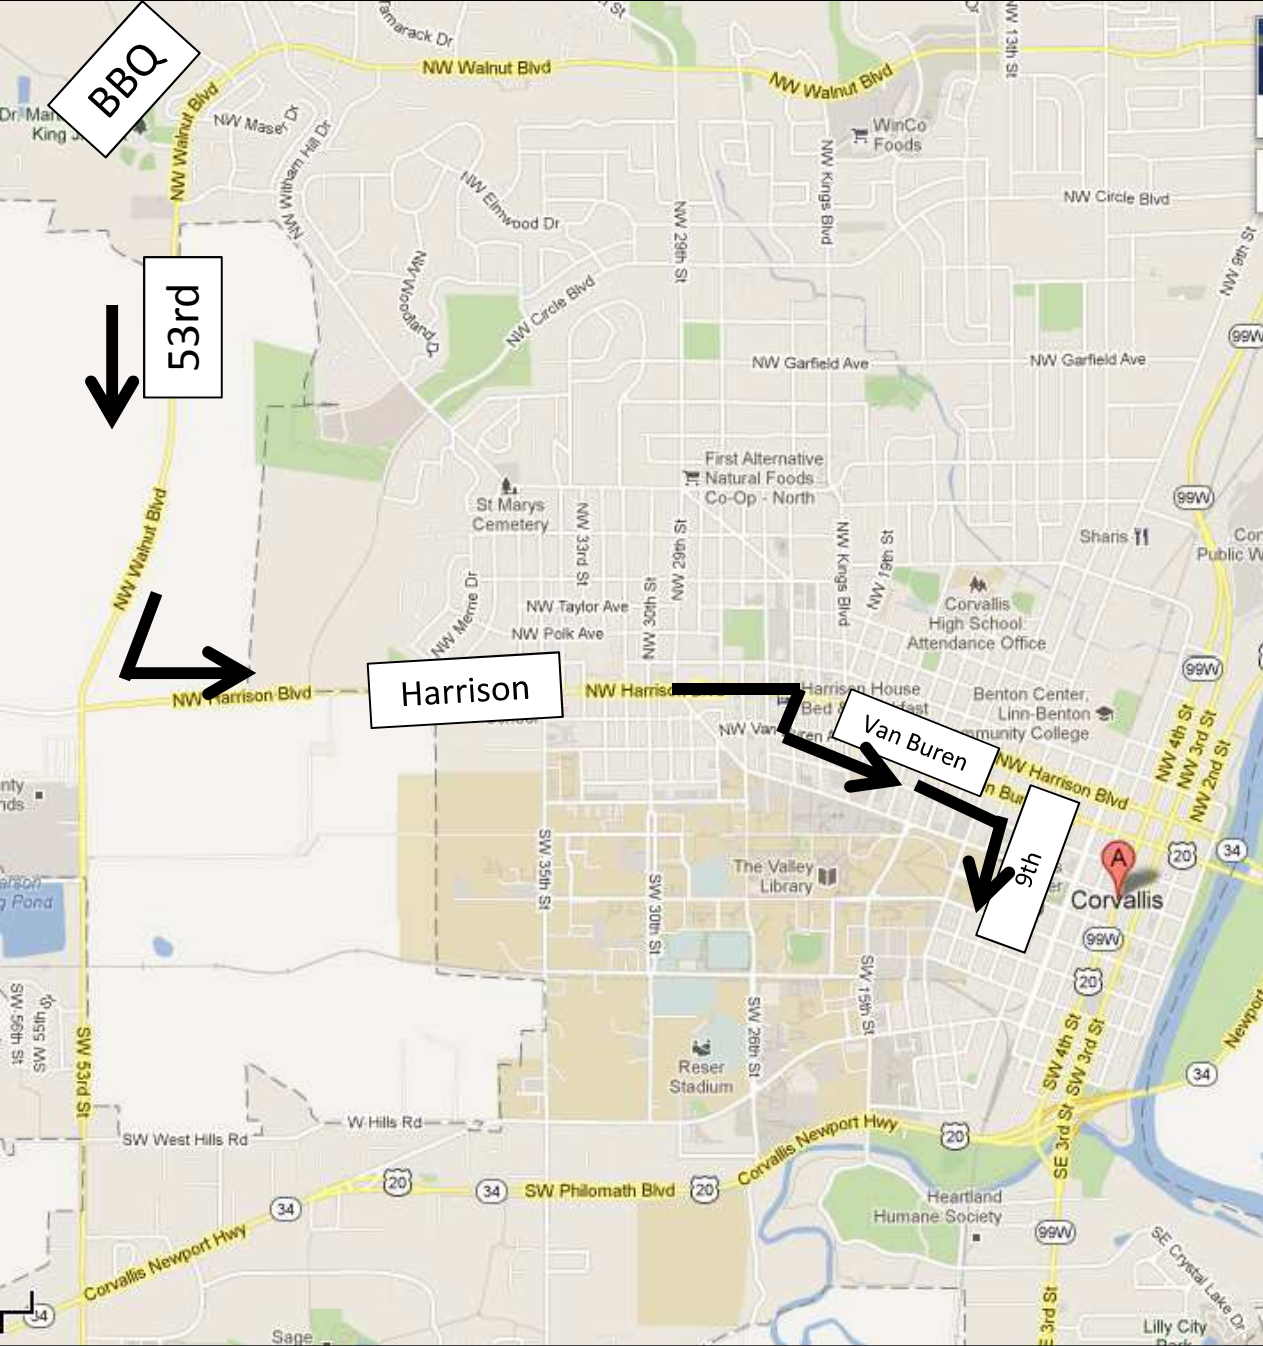 BBQ
Tamarack Dr
NW Walnut Blvd
NW Walnut Blvd
NW 13th St
NW Walnut Blvd
NW Maser Dr
NW Witham Hill Dr
WinCo
Foods
NW Kings Blvd
NW Elmwood Dr
NW Circle Blvd
NW 29th St
NW 9th St
53rd
NW Woodland D
NW Circle Blvd
99W
NW Garfield Ave
NW Garfield Ave
First Alternative
Natural Foods
Co-Op - North
99W
St Marys
Cemetery
NW 33rd St
NW 29th St
NW Kings Blvd
NW 19th St
Sharis
Public W
NW Walnut Blvd
NW Merrie Dr
NW 30th St
NW Taylor Ave
NW Polk Ave
Corvallis
High School
Attendance Office
99W
NW Harrison Blvd
Harrison
NW Harrison
Harrison House
Bed &
Benton Center,
Linn-Benton
Community College
NW Van
Van Buren
NW Harrison Blvd
NW 4th St
NW 3rd St
NW 2nd St
9th
SW 35th St
SW 30th St
The Valley
Library
A
Corvallis
20
34
99W
20
SW 56th St
SW 55th St
SW 53rd St
SW 26th St
SW 15th St
Reser
Stadium
SW 4th St
SW 3rd St
Newport
34
SW West Hills Rd
W Hills Rd
Corvallis Newport Hwy
20
SE 3rd St
20
34
SW Philomath Blvd
20
34
Corvallis Newport Hwy
Heartland
Humane Society
99W
SE Crystal Lake Dr
34
Sage
E 3rd St
Lilly City
Park